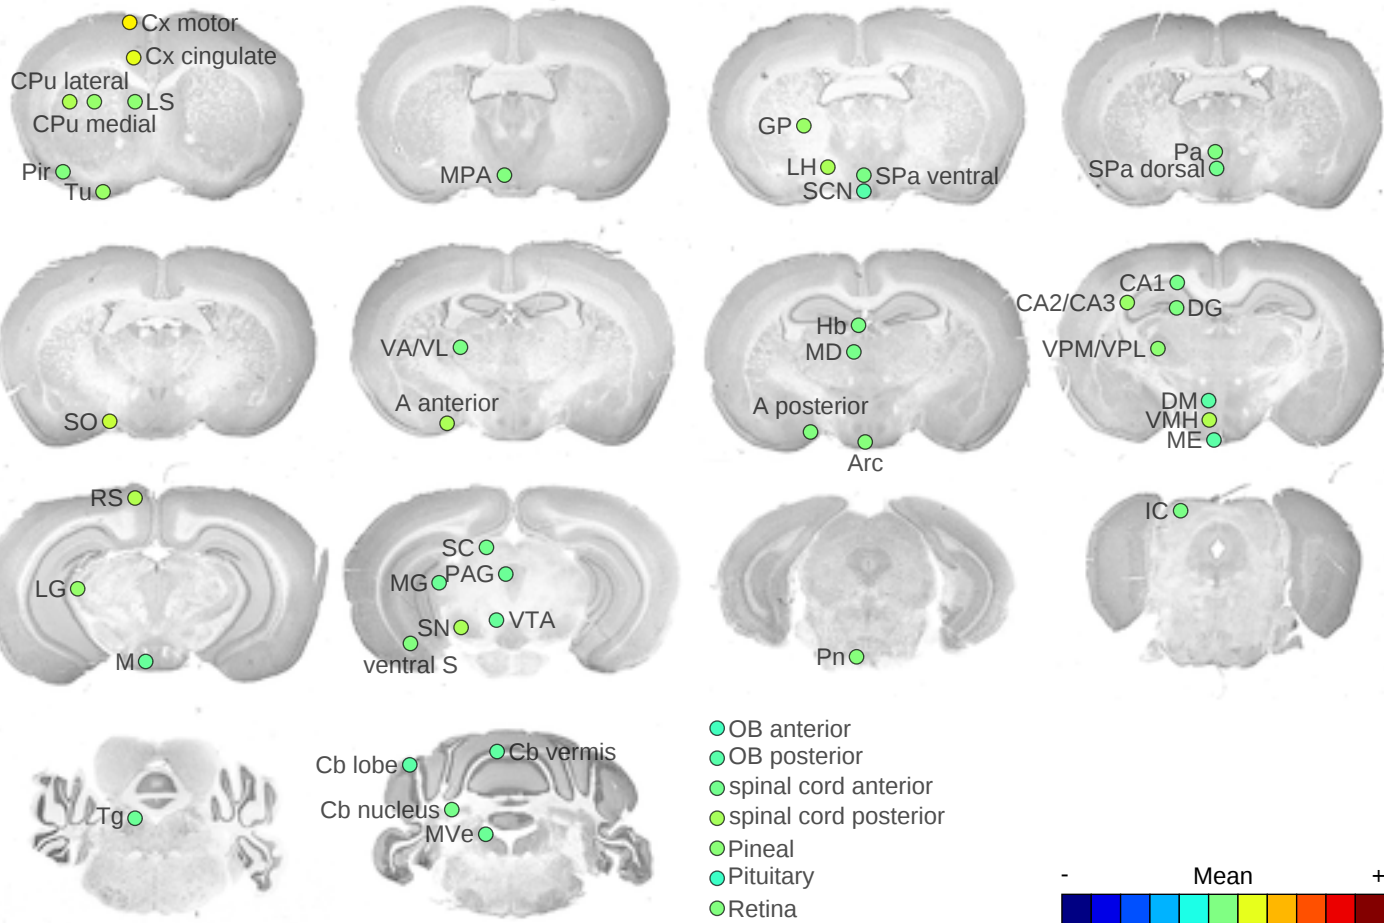 Cx motor
Cx cingulate
CPu lateral
LS
CPu medial
Pir
Tu
MPA
GP
LH
SPa ventral
SCN
Pa
SPa dorsal
SO
VA/VL
A anterior
Hb
MD
A posterior
Arc
CA1
CA2/CA3
DG
VPM/VPL
DM
VMH
ME
RS
LG
M
SC
MG
PAG
SN
VTA
ventral S
Pn
IC
Tg
Cb lobe
Cb vermis
Cb nucleus
MVe
OB anterior
OB posterior
spinal cord anterior
spinal cord posterior
Pineal
Pituitary
Retina
- Mean +